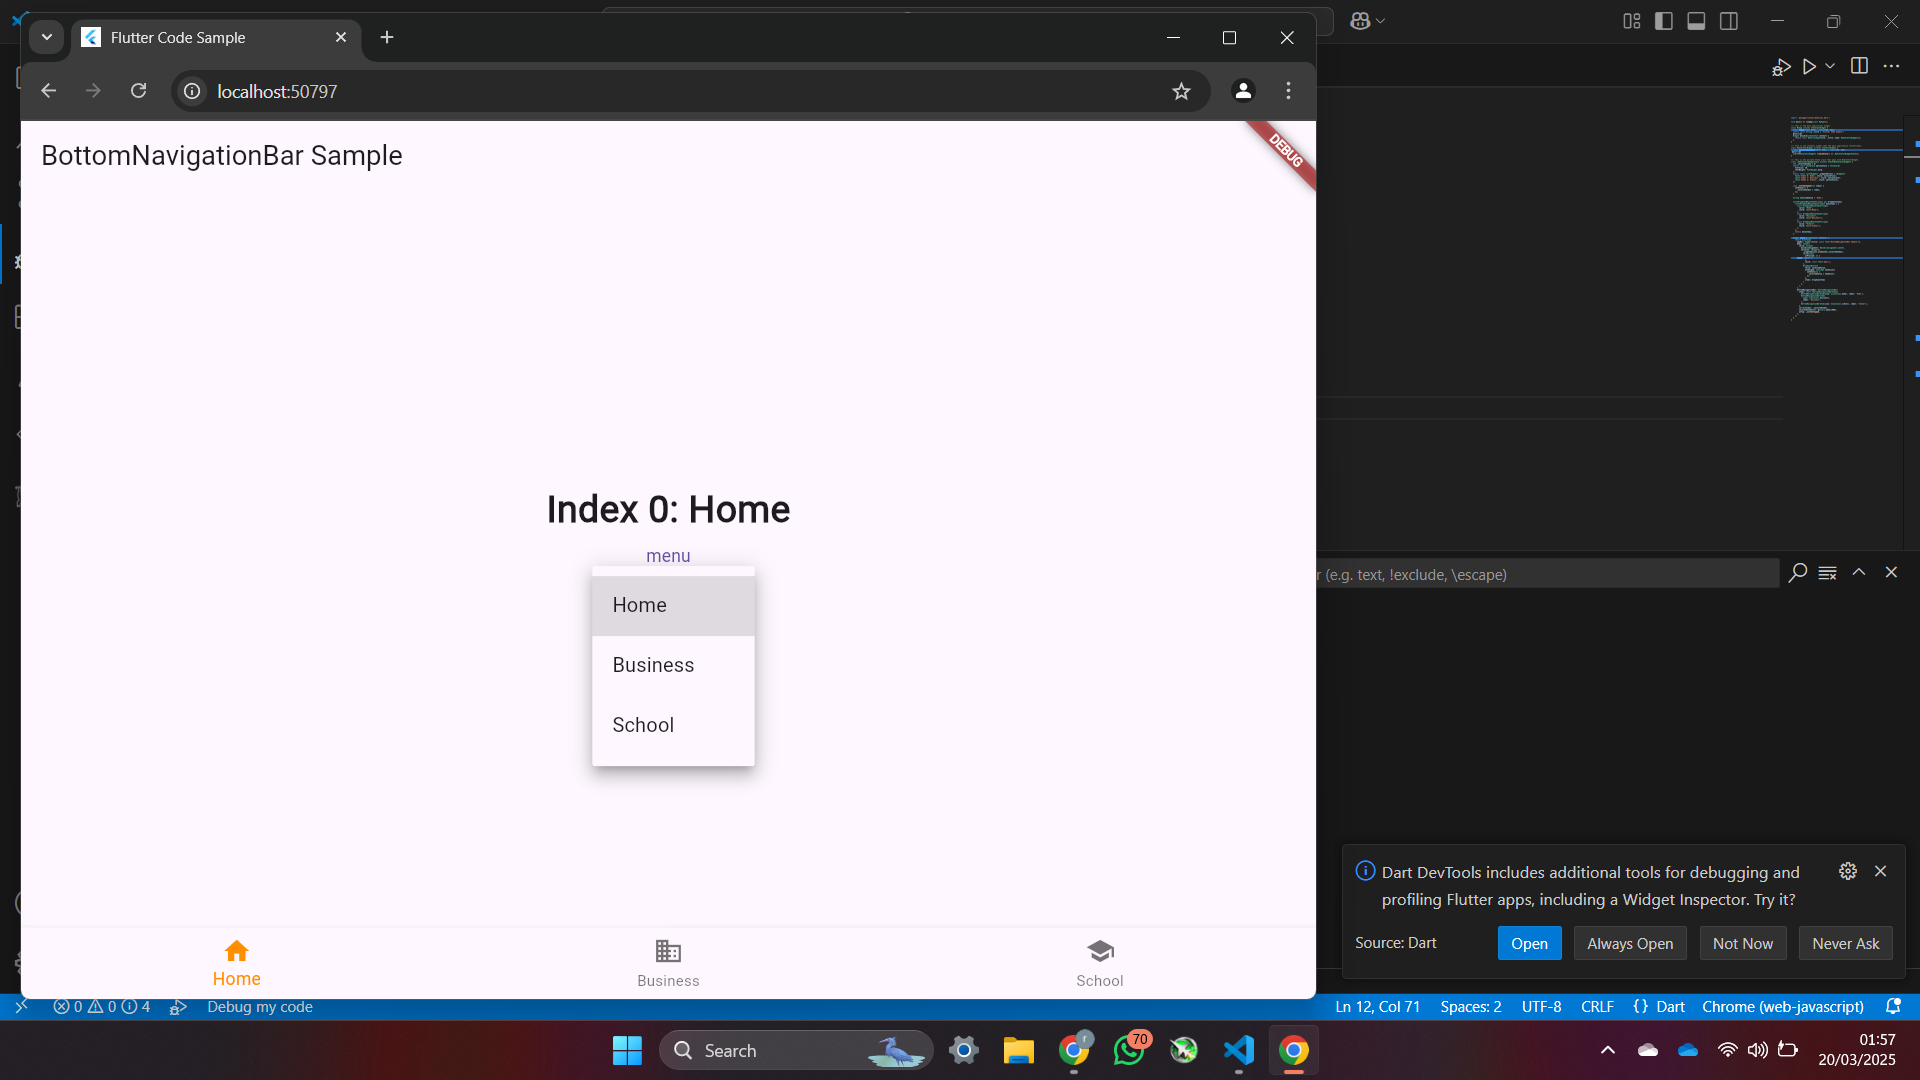 Flutter Code Sample
localhost:50797
BottomNavigationBar Sample
DEBUG
Index 0: Home
menu
Home
Business
School
Home
Business
School
r (e.g. text, !exclude, \escape)
Dart DevTools includes additional tools for debugging and
profiling Flutter apps, including a Widget Inspector. Try it?
Source: Dart
Open
Always Open
Not Now
Never Ask
0 0 4
Debug my code
Ln 12, Col 71
Spaces: 2
UTF-8
CRLF
{} Dart
Chrome (web-javascript)
Search
r
70
01:57
20/03/2025